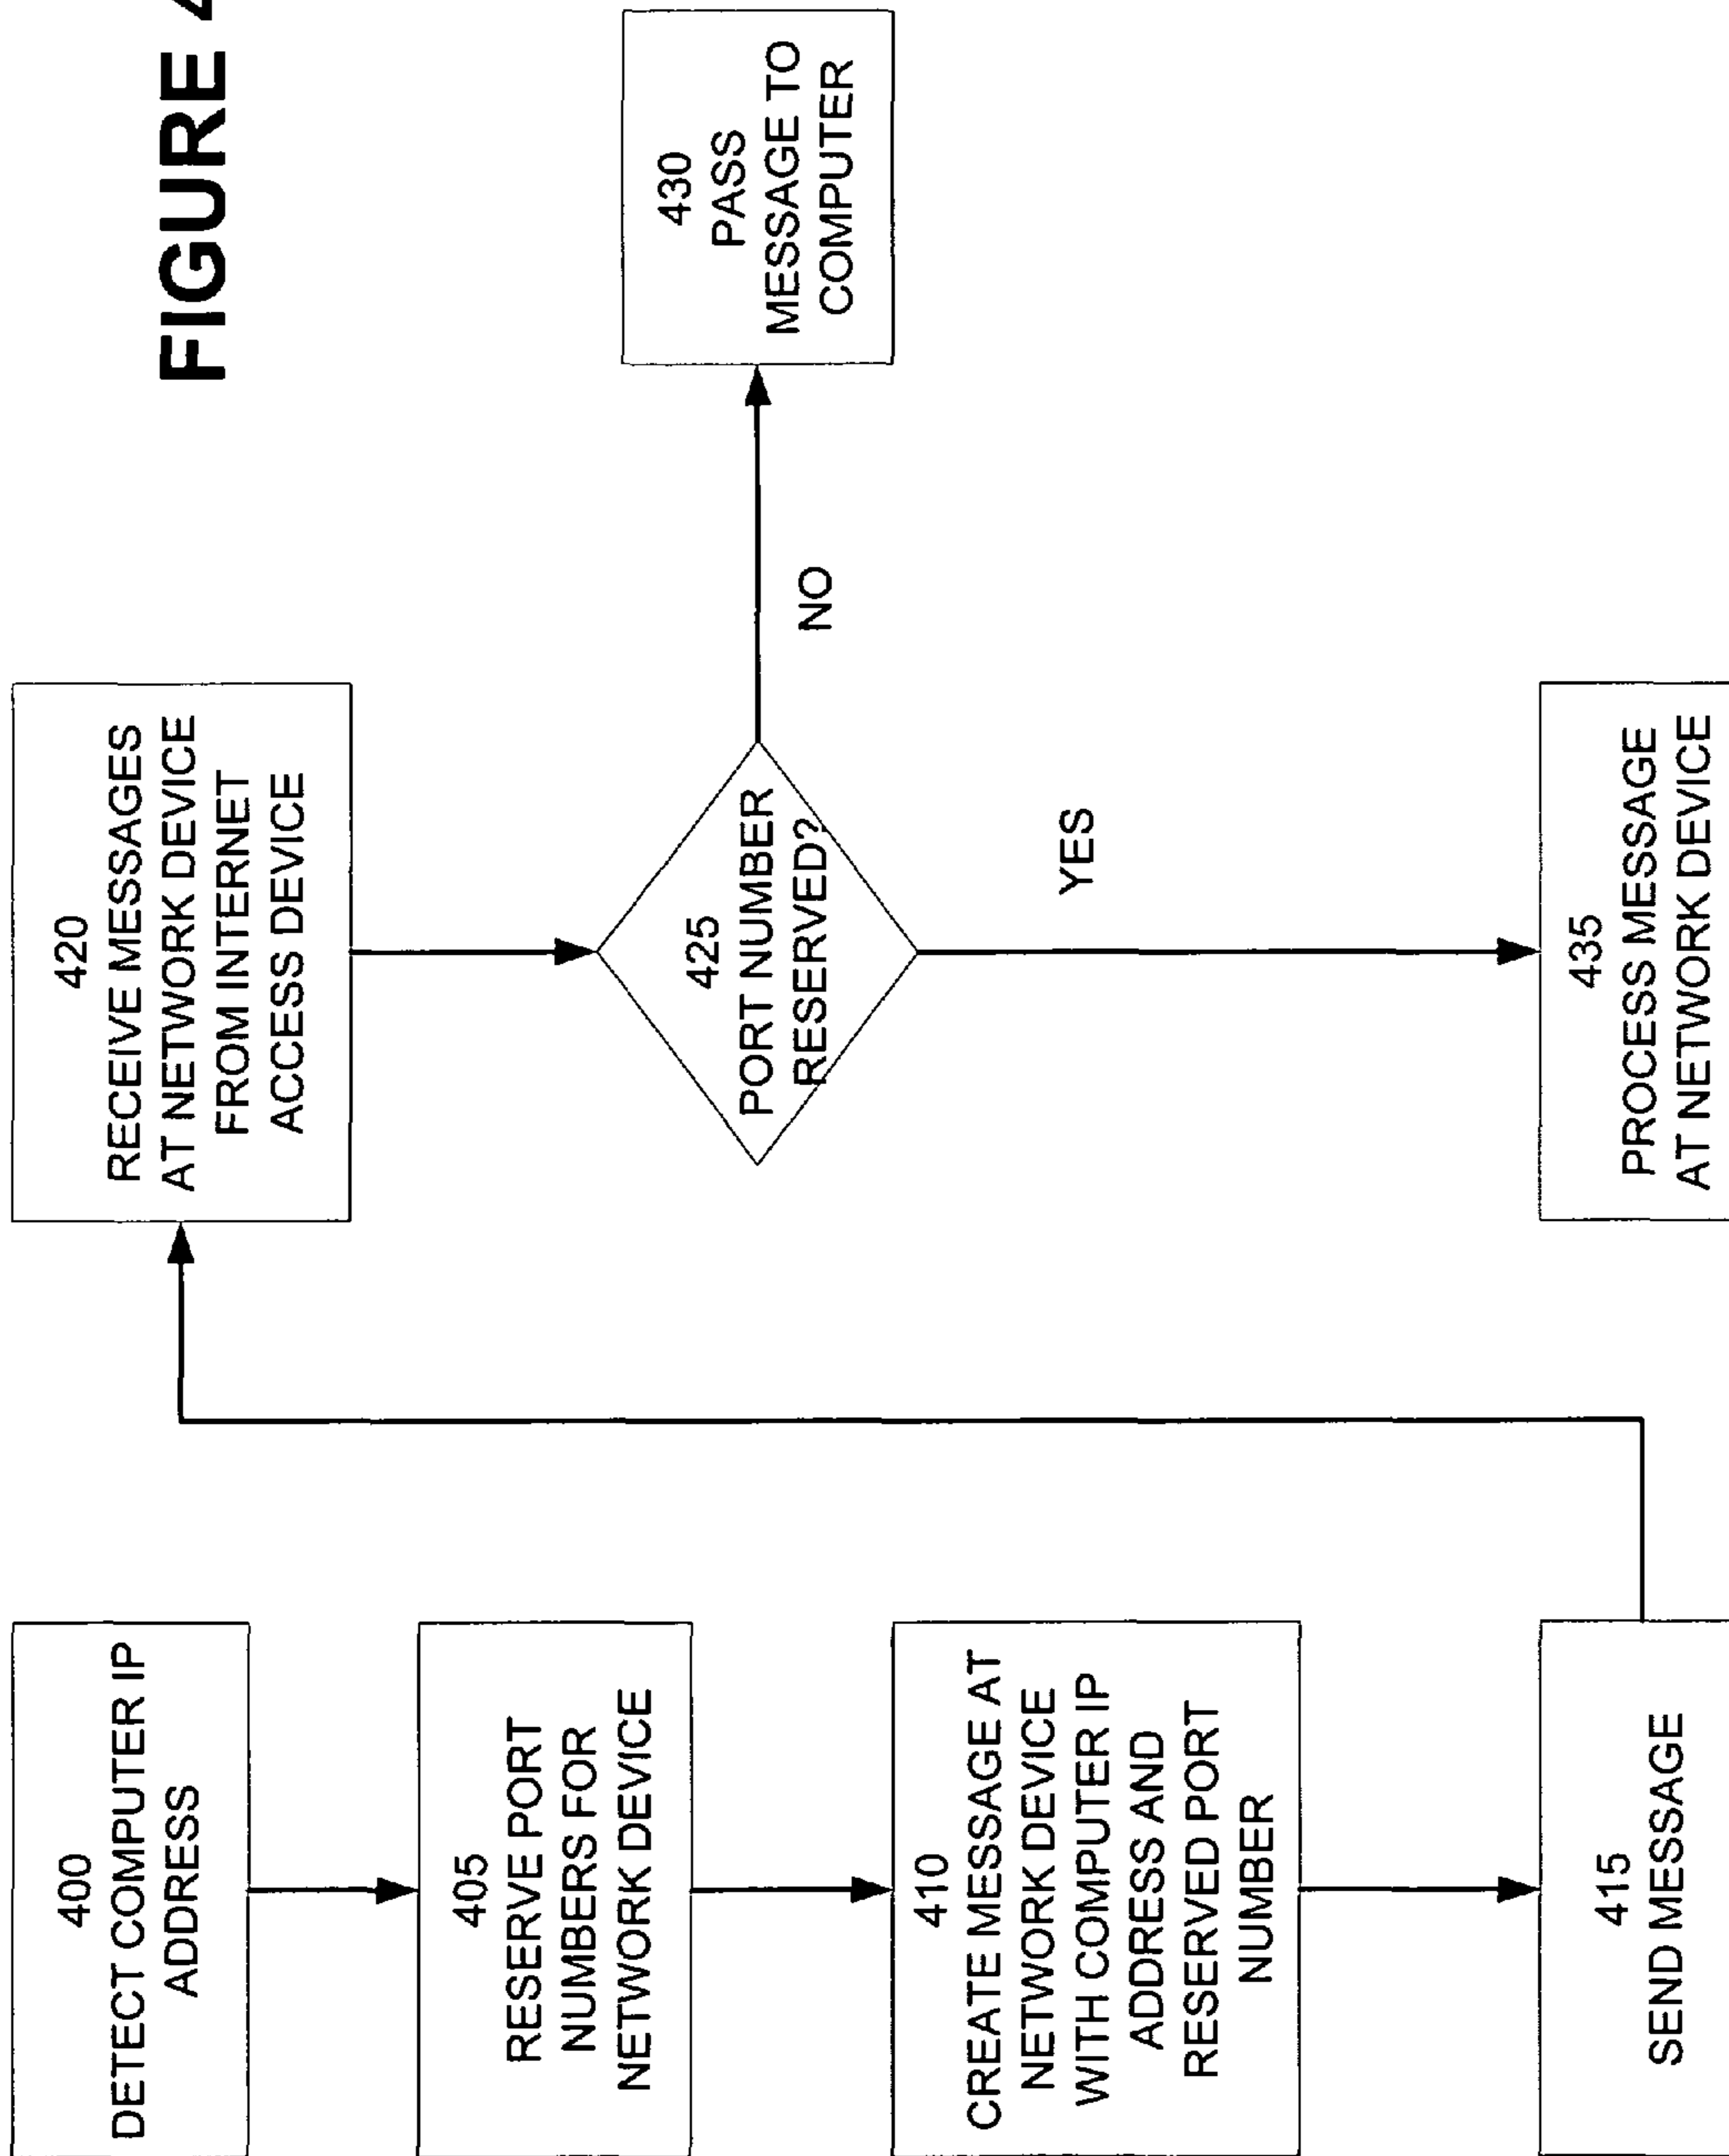 FIGURE 4
400
DETECT COMPUTER IP
ADDRESS
405
RESERVE PORT
NUMBERS FOR
NETWORK DEVICE
410
CREATE MESSAGE AT
NETWORK DEVICE
WITH COMPUTER IP
ADDRESS AND
RESERVED PORT
NUMBER
415
SEND MESSAGE
420
RECEIVE MESSAGES
AT NETWORK DEVICE
FROM INTERNET
ACCESS DEVICE
425
PORT NUMBER
RESERVED?
NO
YES
430
PASS
MESSAGE TO
COMPUTER
435
PROCESS MESSAGE
AT NETWORK DEVICE